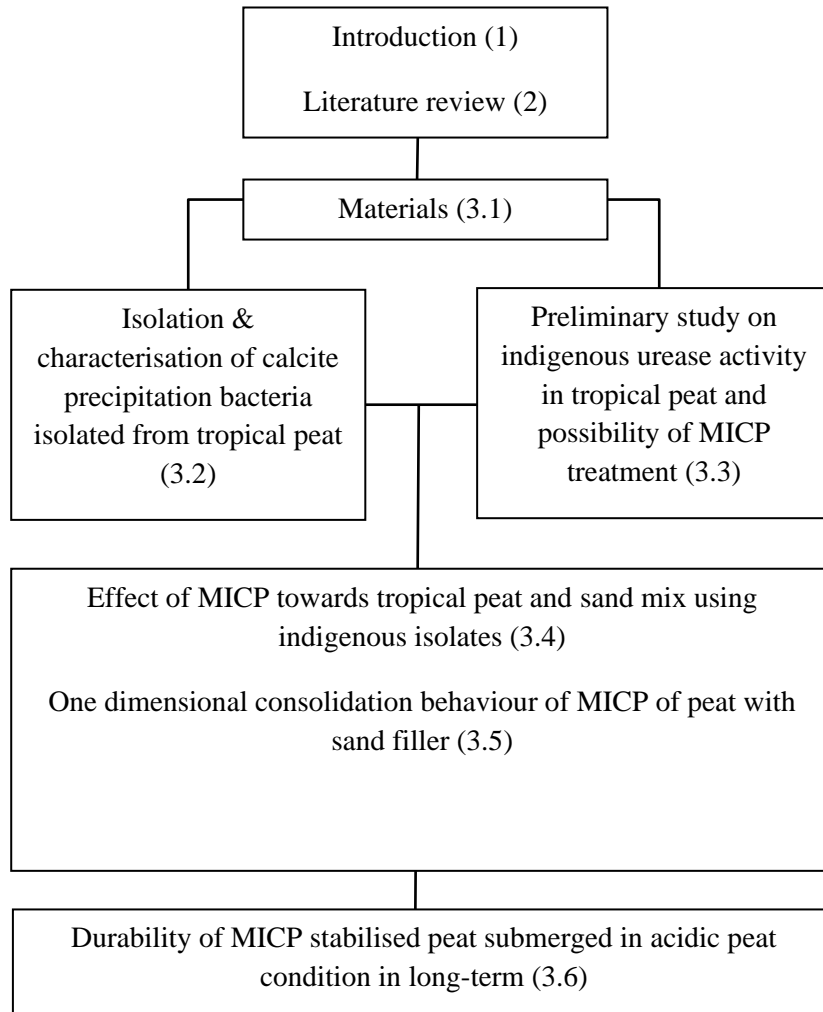 Introduction (1)
Literature review (2)
Materials (3.1)
Isolation &
characterisation of calcite
precipitation bacteria
isolated from tropical peat
(3.2)
Preliminary study on
indigenous urease activity
in tropical peat and
possibility of MICP
treatment (3.3)
Effect of MICP towards tropical peat and sand mix using
indigenous isolates (3.4)
One dimensional consolidation behaviour of MICP of peat with
sand filler (3.5)
Durability of MICP stabilised peat submerged in acidic peat
condition in long-term (3.6)